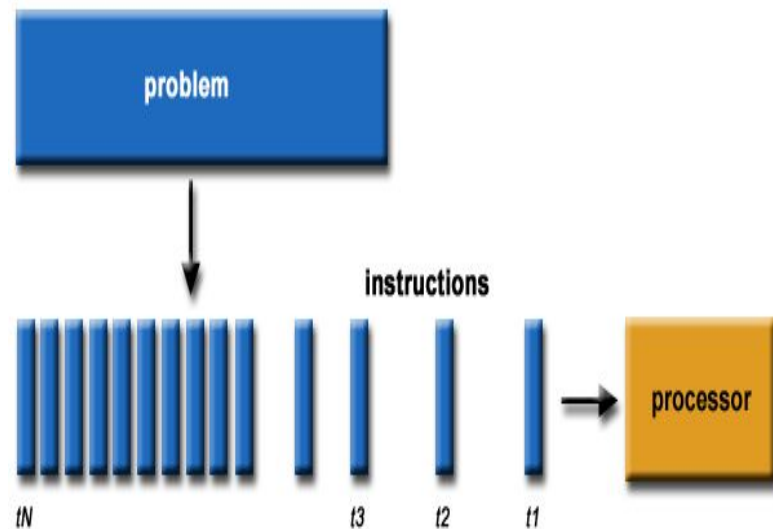 problem
instructions
processor
tN
t3
t2
t1